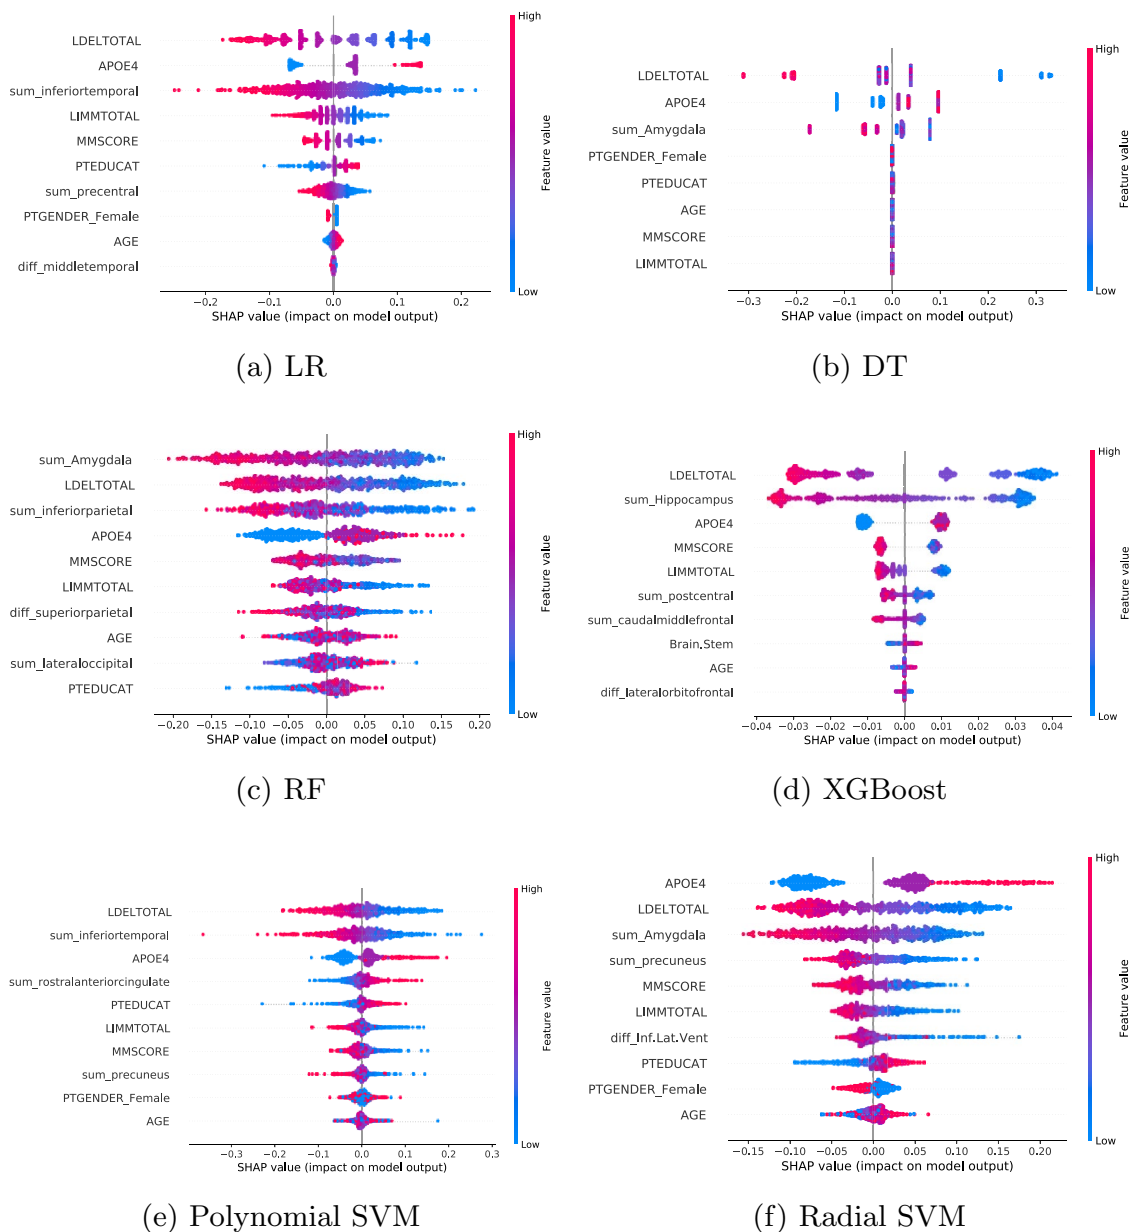 LDELTOTAL
APOE4
sum_inferiortemporal
LIMMTOTAL
MMSCORE
PTEDUCAT
sum_precentral
PTGENDER_Female
AGE
diff_middletemporal
−0.2 −0.1 0.0 0.1 0.2
SHAP value (impact on model output)
High
Feature value
Low
(a) LR
LDELTOTAL
APOE4
sum_Amygdala
PTGENDER_Female
PTEDUCAT
AGE
MMSCORE
LIMMTOTAL
−0.3 −0.2 −0.1 0.0 0.1 0.2 0.3
SHAP value (impact on model output)
High
Feature value
Low
(b) DT
sum_Amygdala
LDELTOTAL
sum_inferiorparietal
APOE4
MMSCORE
LIMMTOTAL
diff_superiorparietal
AGE
sum_lateraloccipital
PTEDUCAT
−0.20 −0.15 −0.10 −0.05 0.00 0.05 0.10 0.15 0.20
SHAP value (impact on model output)
High
Feature value
Low
(c) RF
LDELTOTAL
sum_Hippocampus
APOE4
MMSCORE
LIMMTOTAL
sum_postcentral
sum_caudalmiddlefrontal
Brain.Stem
AGE
diff_lateralorbitofrontal
−0.04 −0.03 −0.02 −0.01 0.00 0.01 0.02 0.03 0.04
SHAP value (impact on model output)
High
Feature value
Low
(d) XGBoost
LDELTOTAL
sum_inferiortemporal
APOE4
sum_rostralanteriorcingulate
PTEDUCAT
LIMMTOTAL
MMSCORE
sum_precuneus
PTGENDER_Female
AGE
−0.3 −0.2 −0.1 0.0 0.1 0.2 0.3
SHAP value (impact on model output)
High
Feature value
Low
(e) Polynomial SVM
APOE4
LDELTOTAL
sum_Amygdala
sum_precuneus
MMSCORE
LIMMTOTAL
diff_Inf.Lat.Vent
PTEDUCAT
PTGENDER_Female
AGE
−0.15 −0.10 −0.05 0.00 0.05 0.10 0.15 0.20
SHAP value (impact on model output)
High
Feature value
Low
(f) Radial SVM